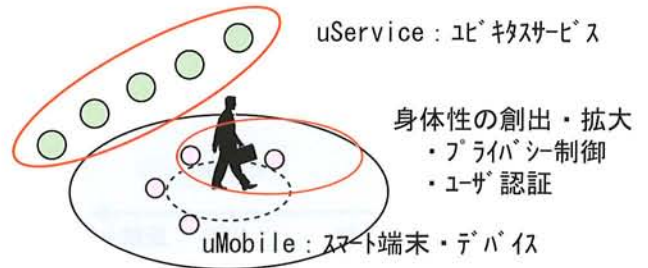 uService：ﾕﾋﾞｷﾀｽサービス
身体性の創出・拡大
・ﾌﾟﾗｲﾊﾞｼー制御
・ﾕｰｻﾞ認証
uMobile：ｽﾏｰﾄ端末・ﾃﾞﾊﾞｲｽ